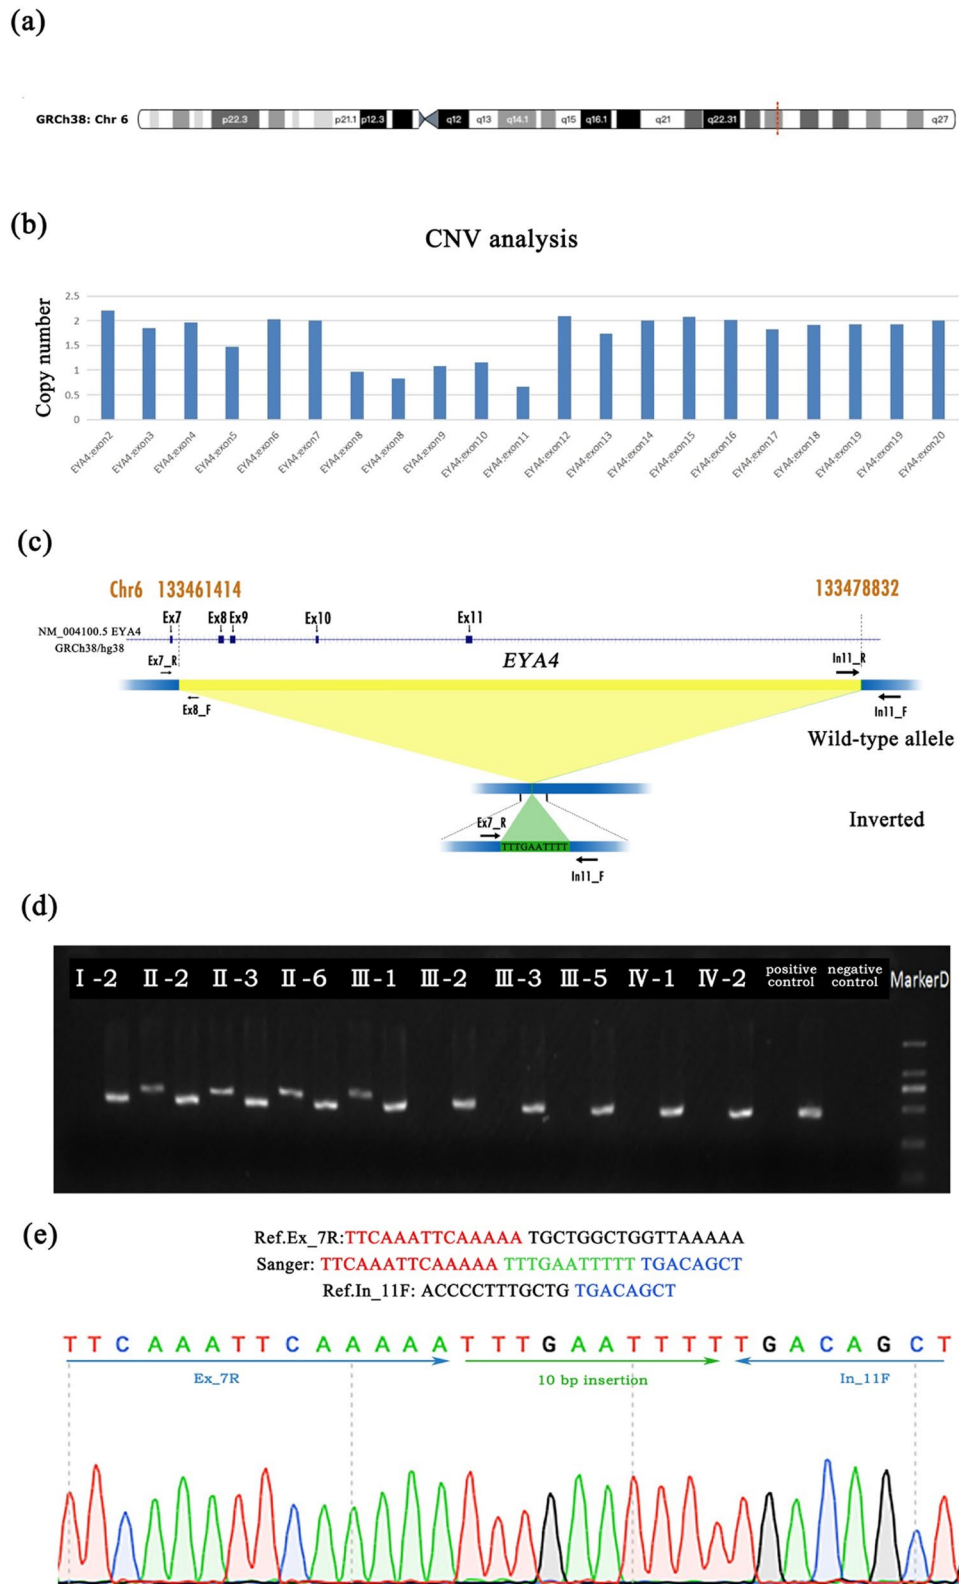 (a)
GRCh38: Chr 6 p22.3 p21.1 p12.3 q12 q13 q14.1 q15 q16.1 q21 q22.31 q27
(b)
CNV analysis
Copy number
2.5
2
1.5
1
0.5
0
EYA4:exon2 EYA4:exon3 EYA4:exon4 EYA4:exon5 EYA4:exon6 EYA4:exon7 EYA4:exon8 EYA4:exon8 EYA4:exon9 EYA4:exon10 EYA4:exon11 EYA4:exon12 EYA4:exon13 EYA4:exon14 EYA4:exon15 EYA4:exon16 EYA4:exon17 EYA4:exon18 EYA4:exon19 EYA4:exon19 EYA4:exon20
(c)
Chr6 133461414 133478832
Ex7 Ex8 Ex9 Ex10 Ex11
NM_004100.5 EYA4
GRCh38/hg38
Ex7_R EYA4 In11_R
Ex8_F In11_F
Wild-type allele
Inverted
Ex7_R
TTTGAATTTT
In11_F
(d)
I-2 II-2 II-3 II-6 III-1 III-2 III-3 III-5 IV-1 IV-2 positive control negative control MarkerD
(e)
Ref.Ex_7R:TTCAAATTCAAAAA TGCTGGCTGGTTAAAAA
Sanger: TTCAAATTCAAAAA TTTGAATTTTT TGACAGCT
Ref.In_11F: ACCCCTTTGCTG TGACAGCT
T T C A A A T T C A A A A A T T T G A A T T T T T G A C A G C T
Ex_7R 10 bp insertion In_11F